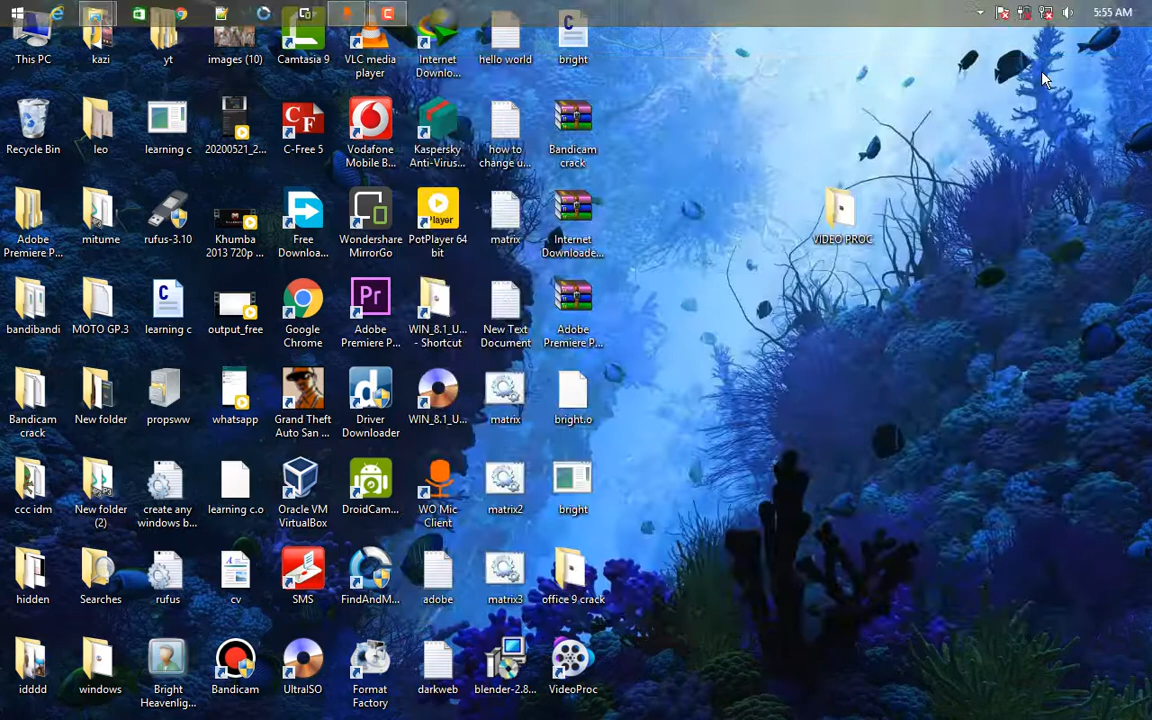 5:55 AM
This PC
kazi
yt
images (10)
Camtasia 9
VLC media
player
Internet
Downlo...
hello world
bright
Recycle Bin
leo
learning c
20200521_2...
C-Free 5
Vodafone
Mobile B...
Kaspersky
Anti-Virus...
how to
change u...
Bandicam
crack
Adobe
Premiere P...
mitume
rufus-3.10
Khumba
2013 720p ...
Free
Downloa...
Wondershare
MirrorGo
Player
PotPlayer 64
bit
matrix
Internet
Downloade...
VIDEO PROC
bandibandi
MOTO GP.3
learning c
output_free
Google
Chrome
Pr
Adobe
Premiere P...
WIN_8.1_U...
- Shortcut
New Text
Document
Adobe
Premiere P...
Bandicam
crack
New folder
propsww
whatsapp
Grand Theft
Auto San ...
Driver
Downloader
WIN_8.1_U...
matrix
bright.o
ccc idm
New folder
(2)
create any
windows b...
learning c.o
Oracle VM
VirtualBox
DroidCam...
WO Mic
Client
matrix2
bright
hidden
Searches
rufus
cv
SMS
FindAndM...
adobe
matrix3
office 9 crack
idddd
windows
Bright
Heavenlig...
Bandicam
UltraISO
Format
Factory
darkweb
blender-2.8...
VideoProc